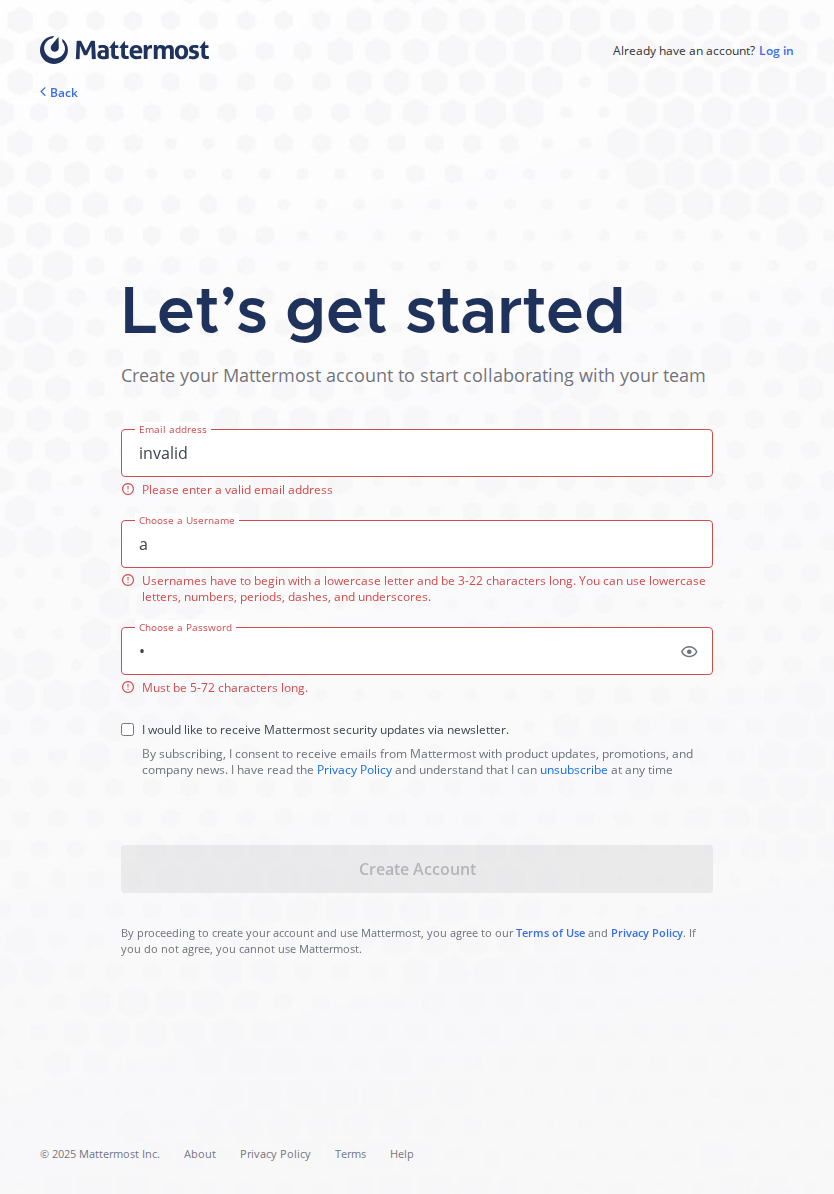 Mattermost
Already have an account? Log in
Back
Let’s get started
Create your Mattermost account to start collaborating with your team
Email address
invalid
Please enter a valid email address
Choose a Username
a
Usernames have to begin with a lowercase letter and be 3-22 characters long. You can use lowercase
letters, numbers, periods, dashes, and underscores.
Choose a Password
•
Must be 5-72 characters long.
I would like to receive Mattermost security updates via newsletter.
By subscribing, I consent to receive emails from Mattermost with product updates, promotions, and
company news. I have read the Privacy Policy and understand that I can unsubscribe at any time
Create Account
By proceeding to create your account and use Mattermost, you agree to our Terms of Use and Privacy Policy. If
you do not agree, you cannot use Mattermost.
© 2025 Mattermost Inc. About Privacy Policy Terms Help